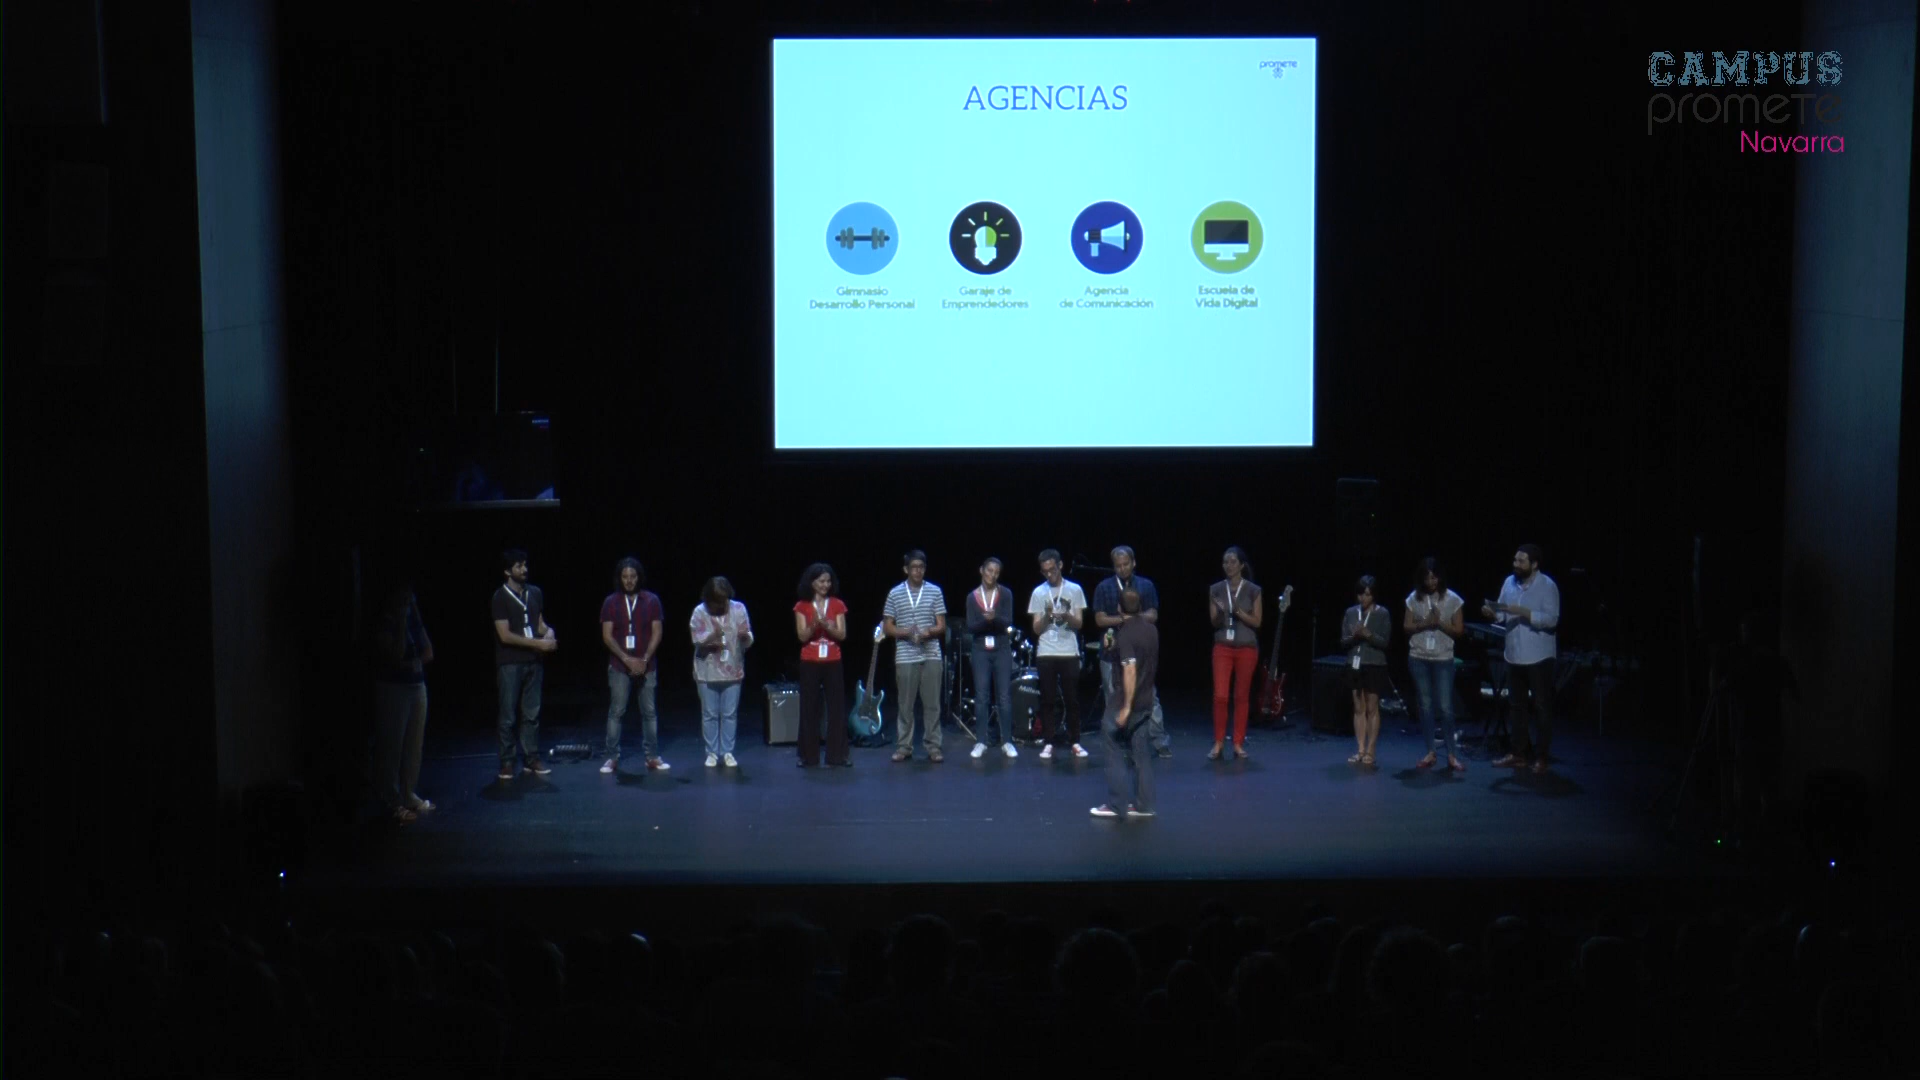 promete
AGENCIAS
Gimnasio
Desarrollo Personal
Garaje de
Emprendedores
Agencia
de Comunicación
Escuela de
Vida Digital
CAMPUS
promete
Navarra